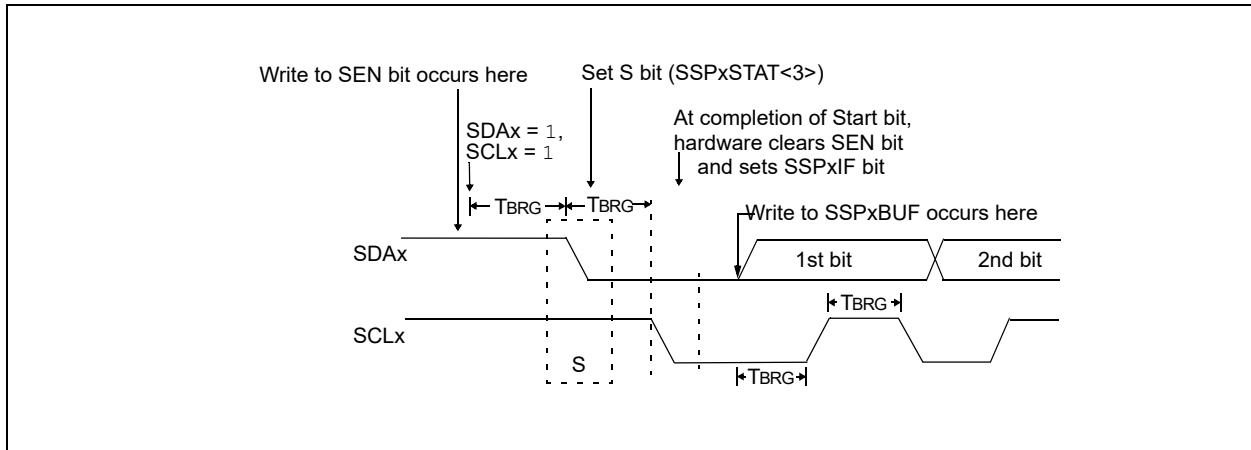 Write to SEN bit occurs here
Set S bit (SSPxSTAT<3>)
SDAx = 1,
SCLx = 1
At completion of Start bit,
hardware clears SEN bit
and sets SSPxIF bit
TBRG
TBRG
Write to SSPxBUF occurs here
SDAx
1st bit
2nd bit
TBRG
SCLx
S
TBRG